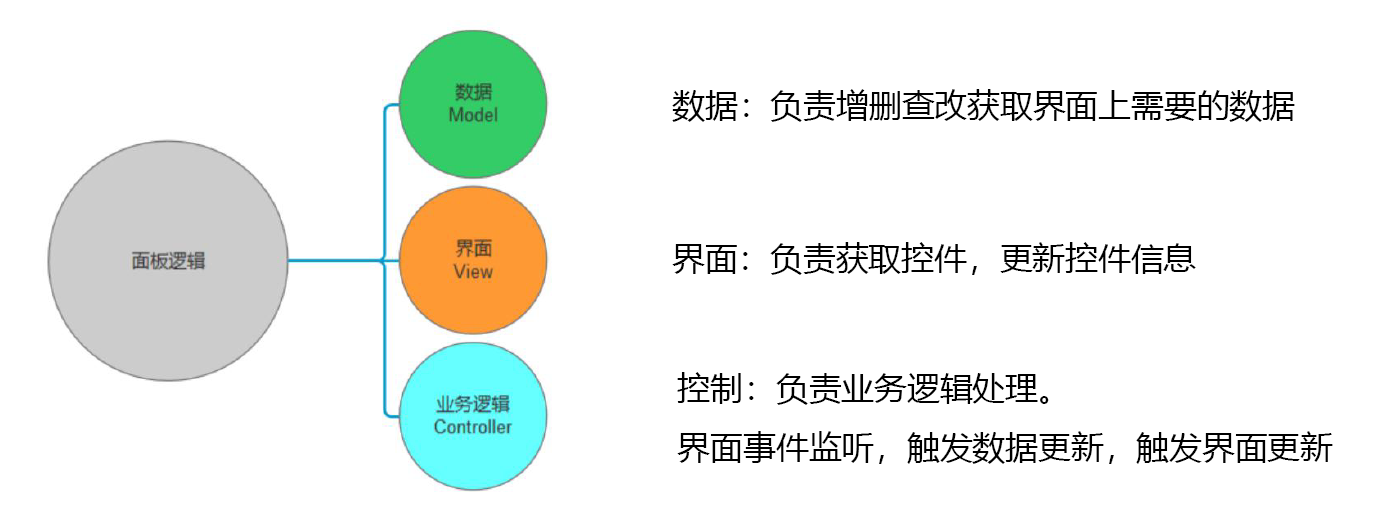 数据
Model
数据：负责增删查改获取界面上需要的数据
面板逻辑
界面
View
界面：负责获取控件，更新控件信息
业务逻辑
Controller
控制：负责业务逻辑处理。
界面事件监听，触发数据更新，触发界面更新